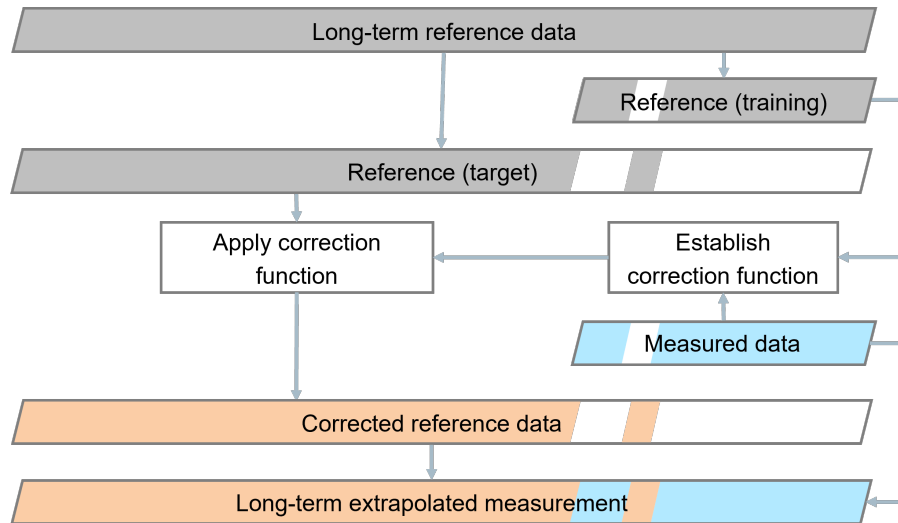 Long-term reference data
Reference (training)
Reference (target)
Apply correction
function
Establish
correction function
Measured data
Corrected reference data
Long-term extrapolated measurement